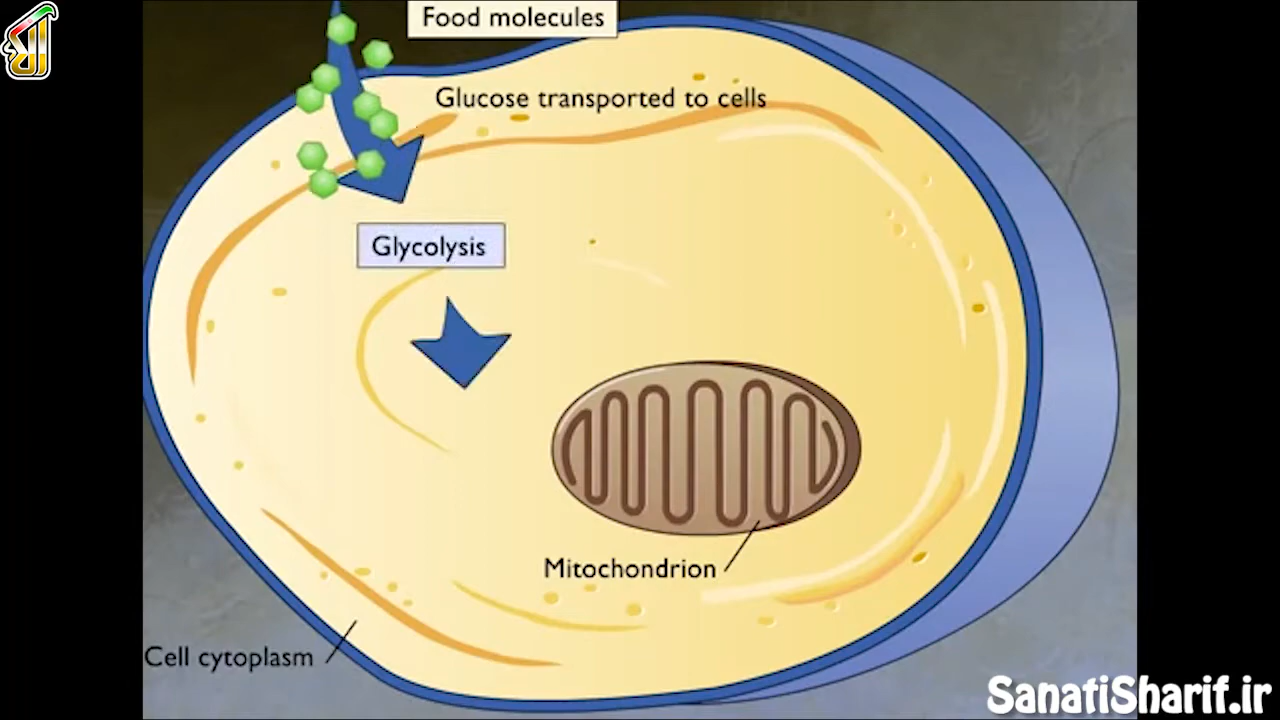 Food molecules
Glucose transported to cells
Glycolysis
Mitochondrion
Cell cytoplasm
SanatiSharif.ir